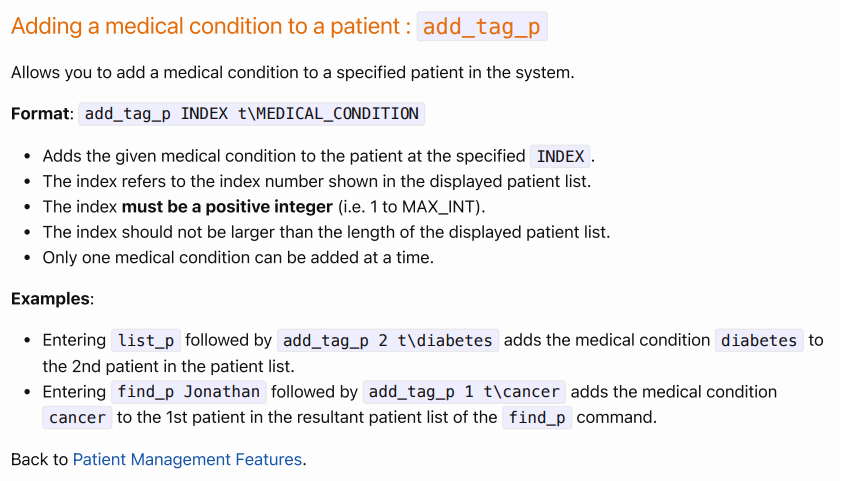 Adding a medical condition to a patient : add_tag_p
Allows you to add a medical condition to a specified patient in the system.
Format: add_tag_p INDEX t\MEDICAL_CONDITION
• Adds the given medical condition to the patient at the specified INDEX.
• The index refers to the index number shown in the displayed patient list.
• The index must be a positive integer (i.e. 1 to MAX_INT).
• The index should not be larger than the length of the displayed patient list.
• Only one medical condition can be added at a time.
Examples:
• Entering list_p followed by add_tag_p 2 t\diabetes adds the medical condition diabetes to
the 2nd patient in the patient list.
• Entering find_p Jonathan followed by add_tag_p 1 t\cancer adds the medical condition
cancer to the 1st patient in the resultant patient list of the find_p command.
Back to Patient Management Features.